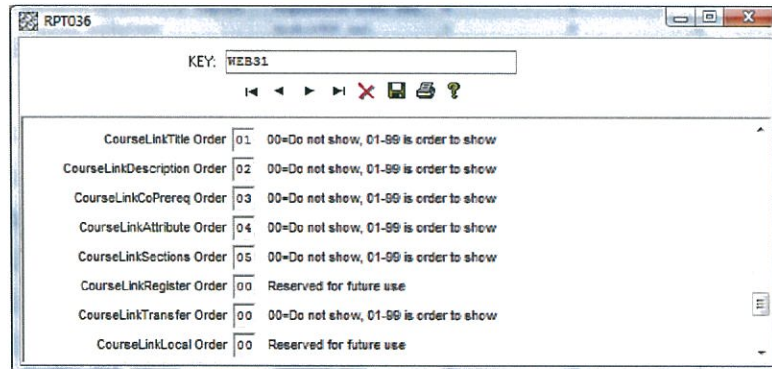 RPT036
KEY: WEB31
CourseLinkTitle Order 01 00=Do not show, 01-99 is order to show
CourseLinkDescription Order 02 00=Do not show, 01-99 is order to show
CourseLinkCoPrereq Order 03 00=Do not show, 01-99 is order to show
CourseLinkAttribute Order 04 00=Do not show, 01-99 is order to show
CourseLinkSections Order 05 00=Do not show, 01-99 is order to show
CourseLinkRegister Order 00 Reserved for future use
CourseLinkTransfer Order 00 00=Do not show, 01-99 is order to show
CourseLinkLocal Order 00 Reserved for future use